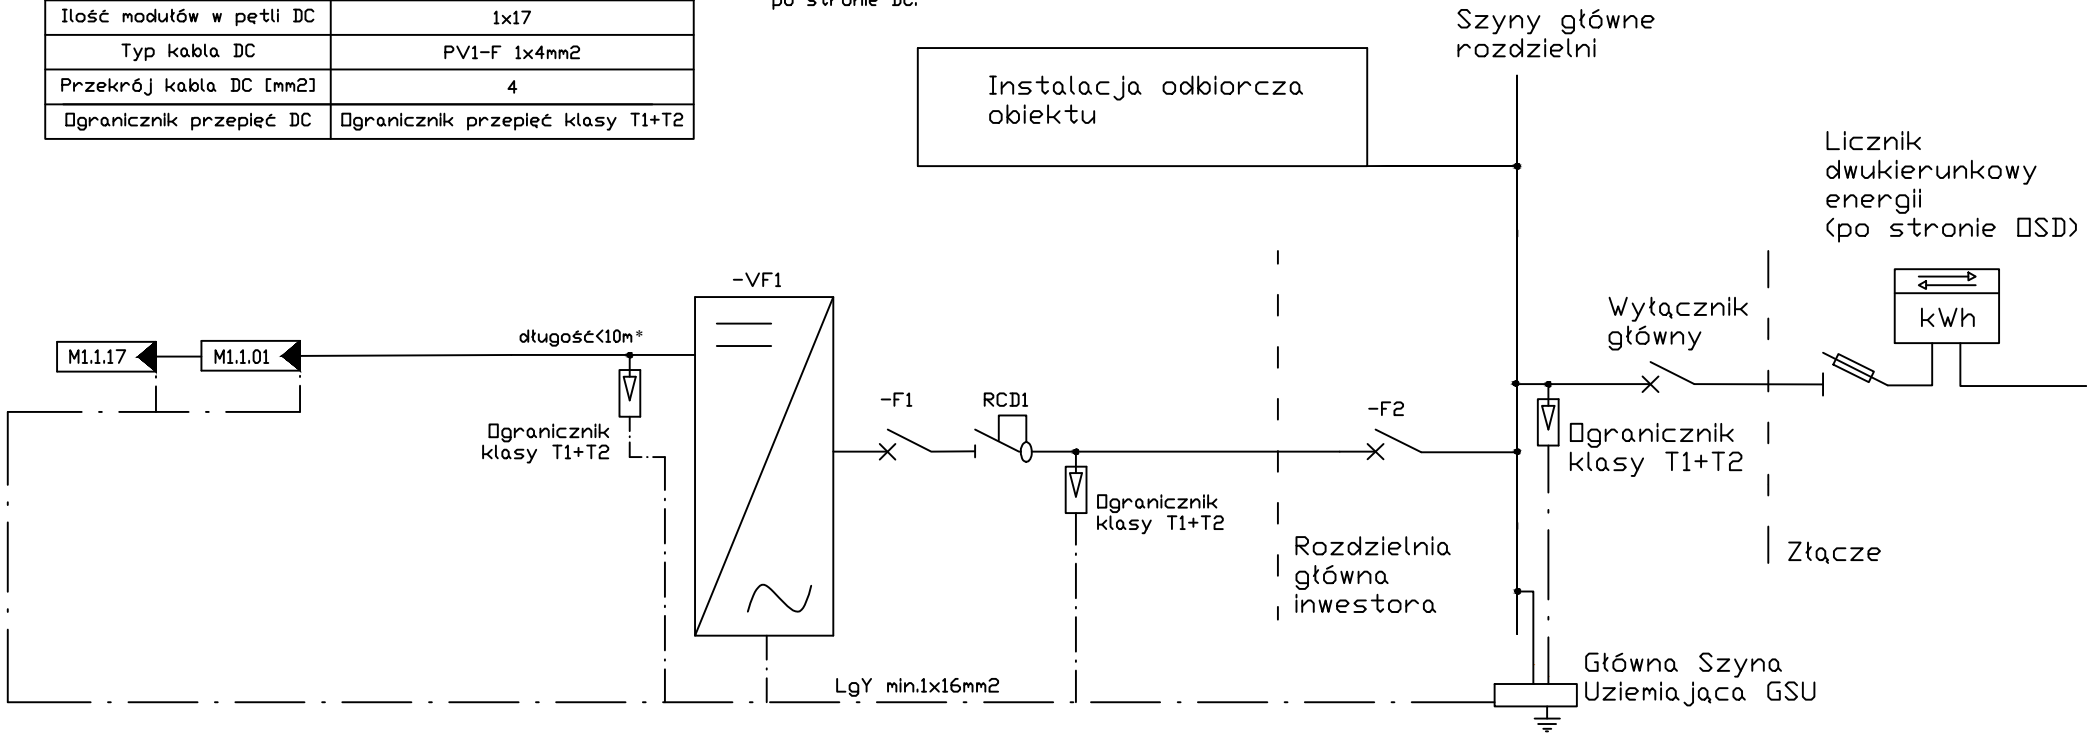 Ilość modułów w pętli DC 1x17
Typ kabla DC PV1-F 1x4mm2
Przekrój kabla DC [mm2] 4
Ogranicznik przepięć DC Ogranicznik przepięć klasy T1+T2
po stronie DC.
Szyny główne
rozdzielni
Instalacja odbiorcza
obiektu
Licznik
dwukierunkowy
energii
(po stronie OSD)
kWh
Wyłącznik
główny
-VF1
długość<10m*
M1.1.17
M1.1.01
-F1
RCD1
-F2
Ogranicznik
klasy T1+T2
Ogranicznik
klasy T1+T2
Ogranicznik
klasy T1+T2
Rozdzielnia
główna
inwestora
Złącze
LgY min.1x16mm2
Główna Szyna
Uziemiająca GSU